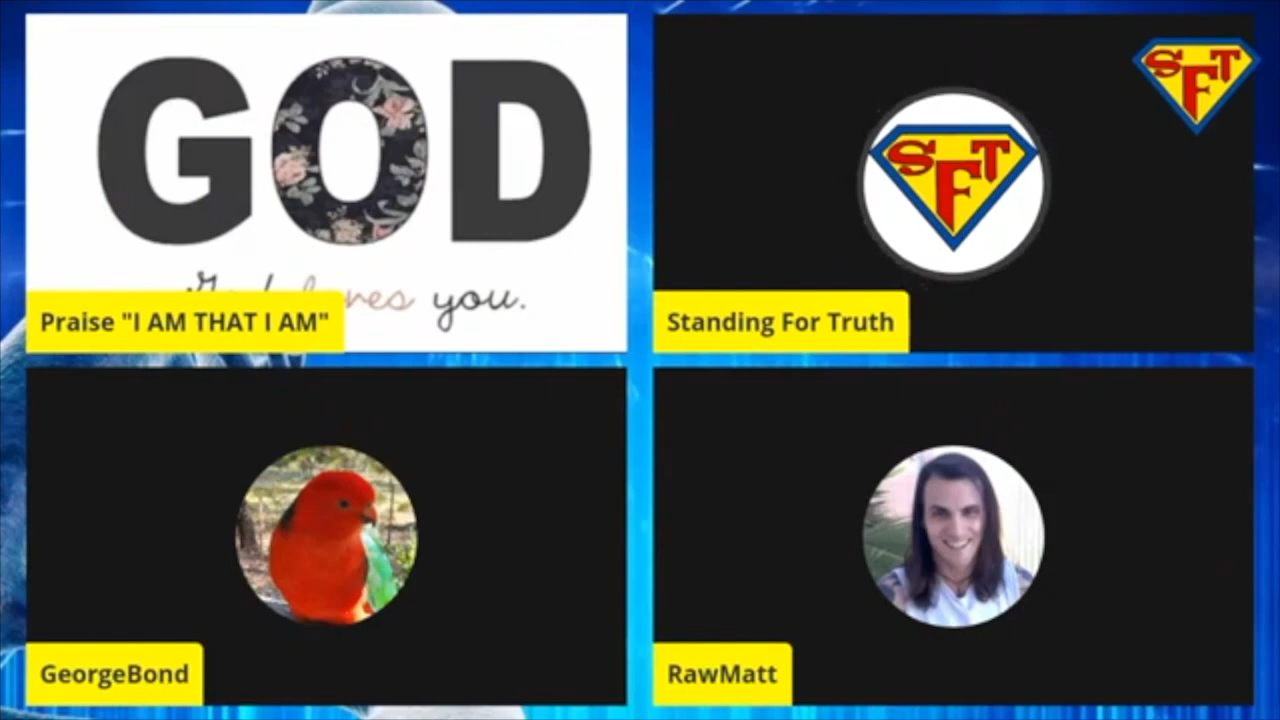 GOD
you.
Praise "I AM THAT I AM"
SFT
SFT
Standing For Truth
GeorgeBond
RawMatt